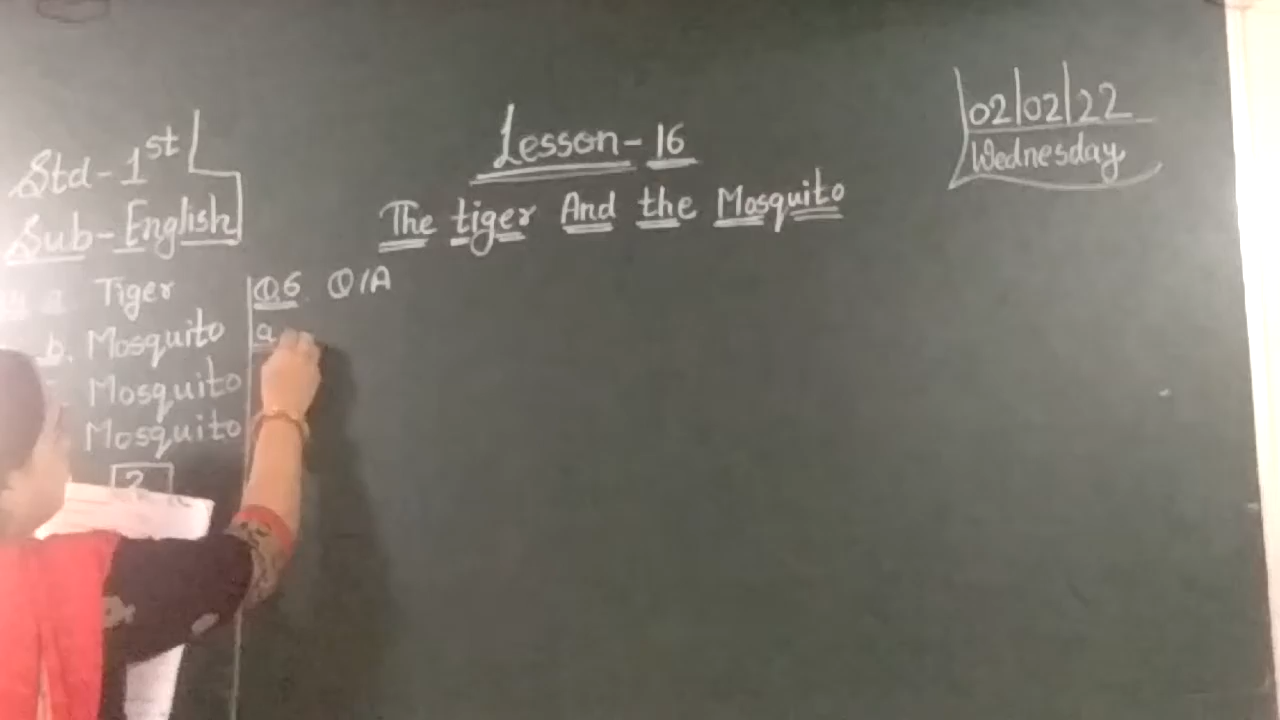 Std-1st
Sub-English
Lesson-16
The tiger And the Mosquito
02/02/22
Wednesday
a Tiger
b. Mosquito
Mosquito
Mosquito
?
Q.6. Q/A
a